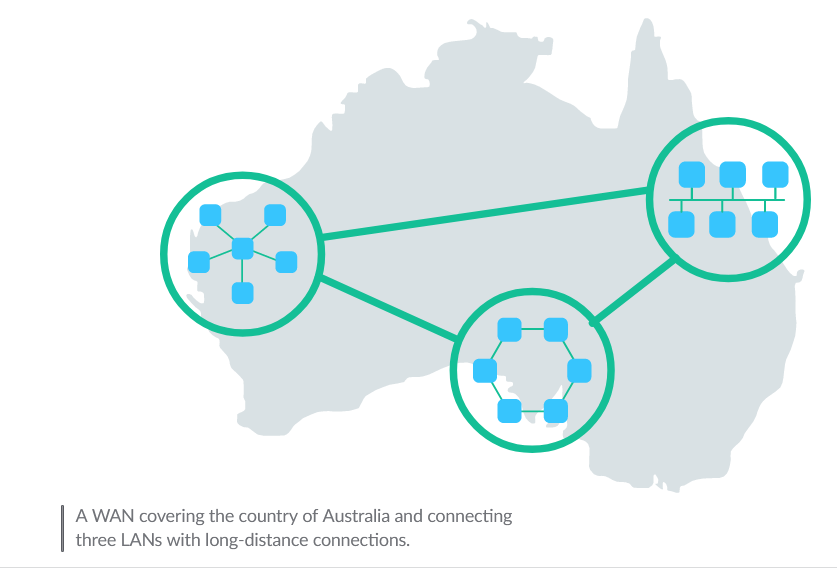 A WAN covering the country of Australia and connecting
three LANs with long-distance connections.